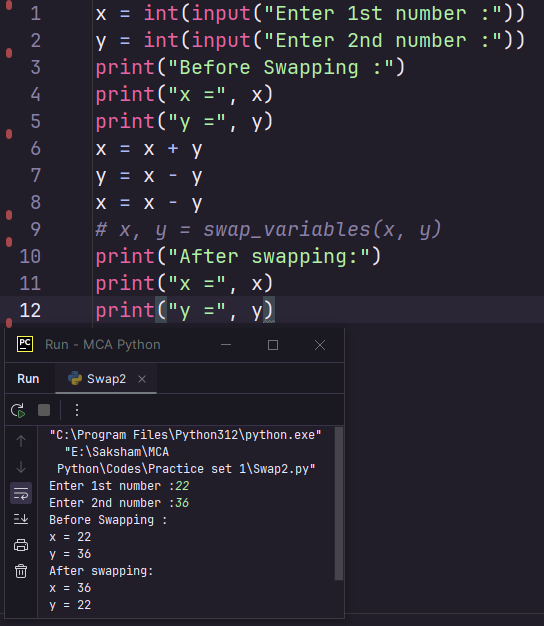 1 x = int(input("Enter 1st number :"))
2 y = int(input("Enter 2nd number :"))
3 print("Before Swapping :")
4 print("x =", x)
5 print("y =", y)
6 x = x + y
7 y = x - y
8 x = x - y
9 # x, y = swap_variables(x, y)
10 print("After swapping:")
11 print("x =", x)
12 print("y =", y)
PC Run - MCA Python
Run Swap2
"C:\Program Files\Python312\python.exe"
"E:\Saksham\MCA
Python\Codes\Practice set 1\Swap2.py"
Enter 1st number :22
Enter 2nd number :36
Before Swapping :
x = 22
y = 36
After swapping:
x = 36
y = 22